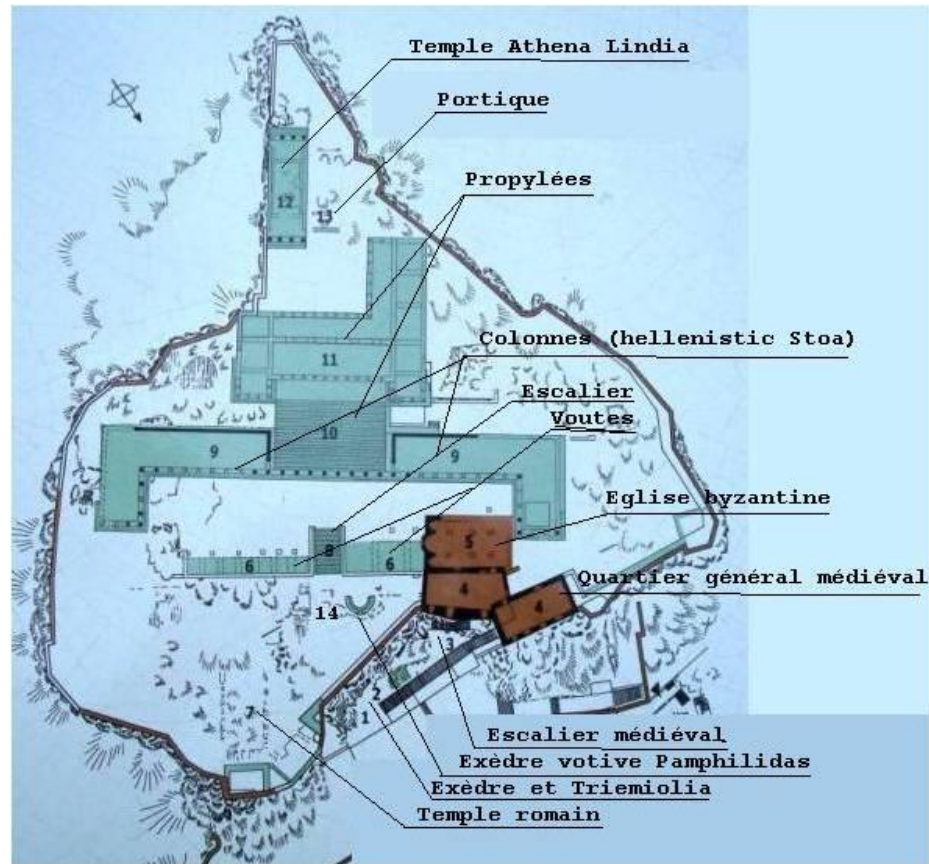 Temple Athena Lindia
Portique
Propylées
12
13
Colonnes (hellenistic Stoa)
11
Escalier
Voutes
10
9
9
Eglise byzantine
5
8
6
6
Quartier général médiéval
4
4
14
3
2
1
7
Escalier médiéval
Exèdre votive Pamphilidas
Exèdre et Triemiolia
Temple romain